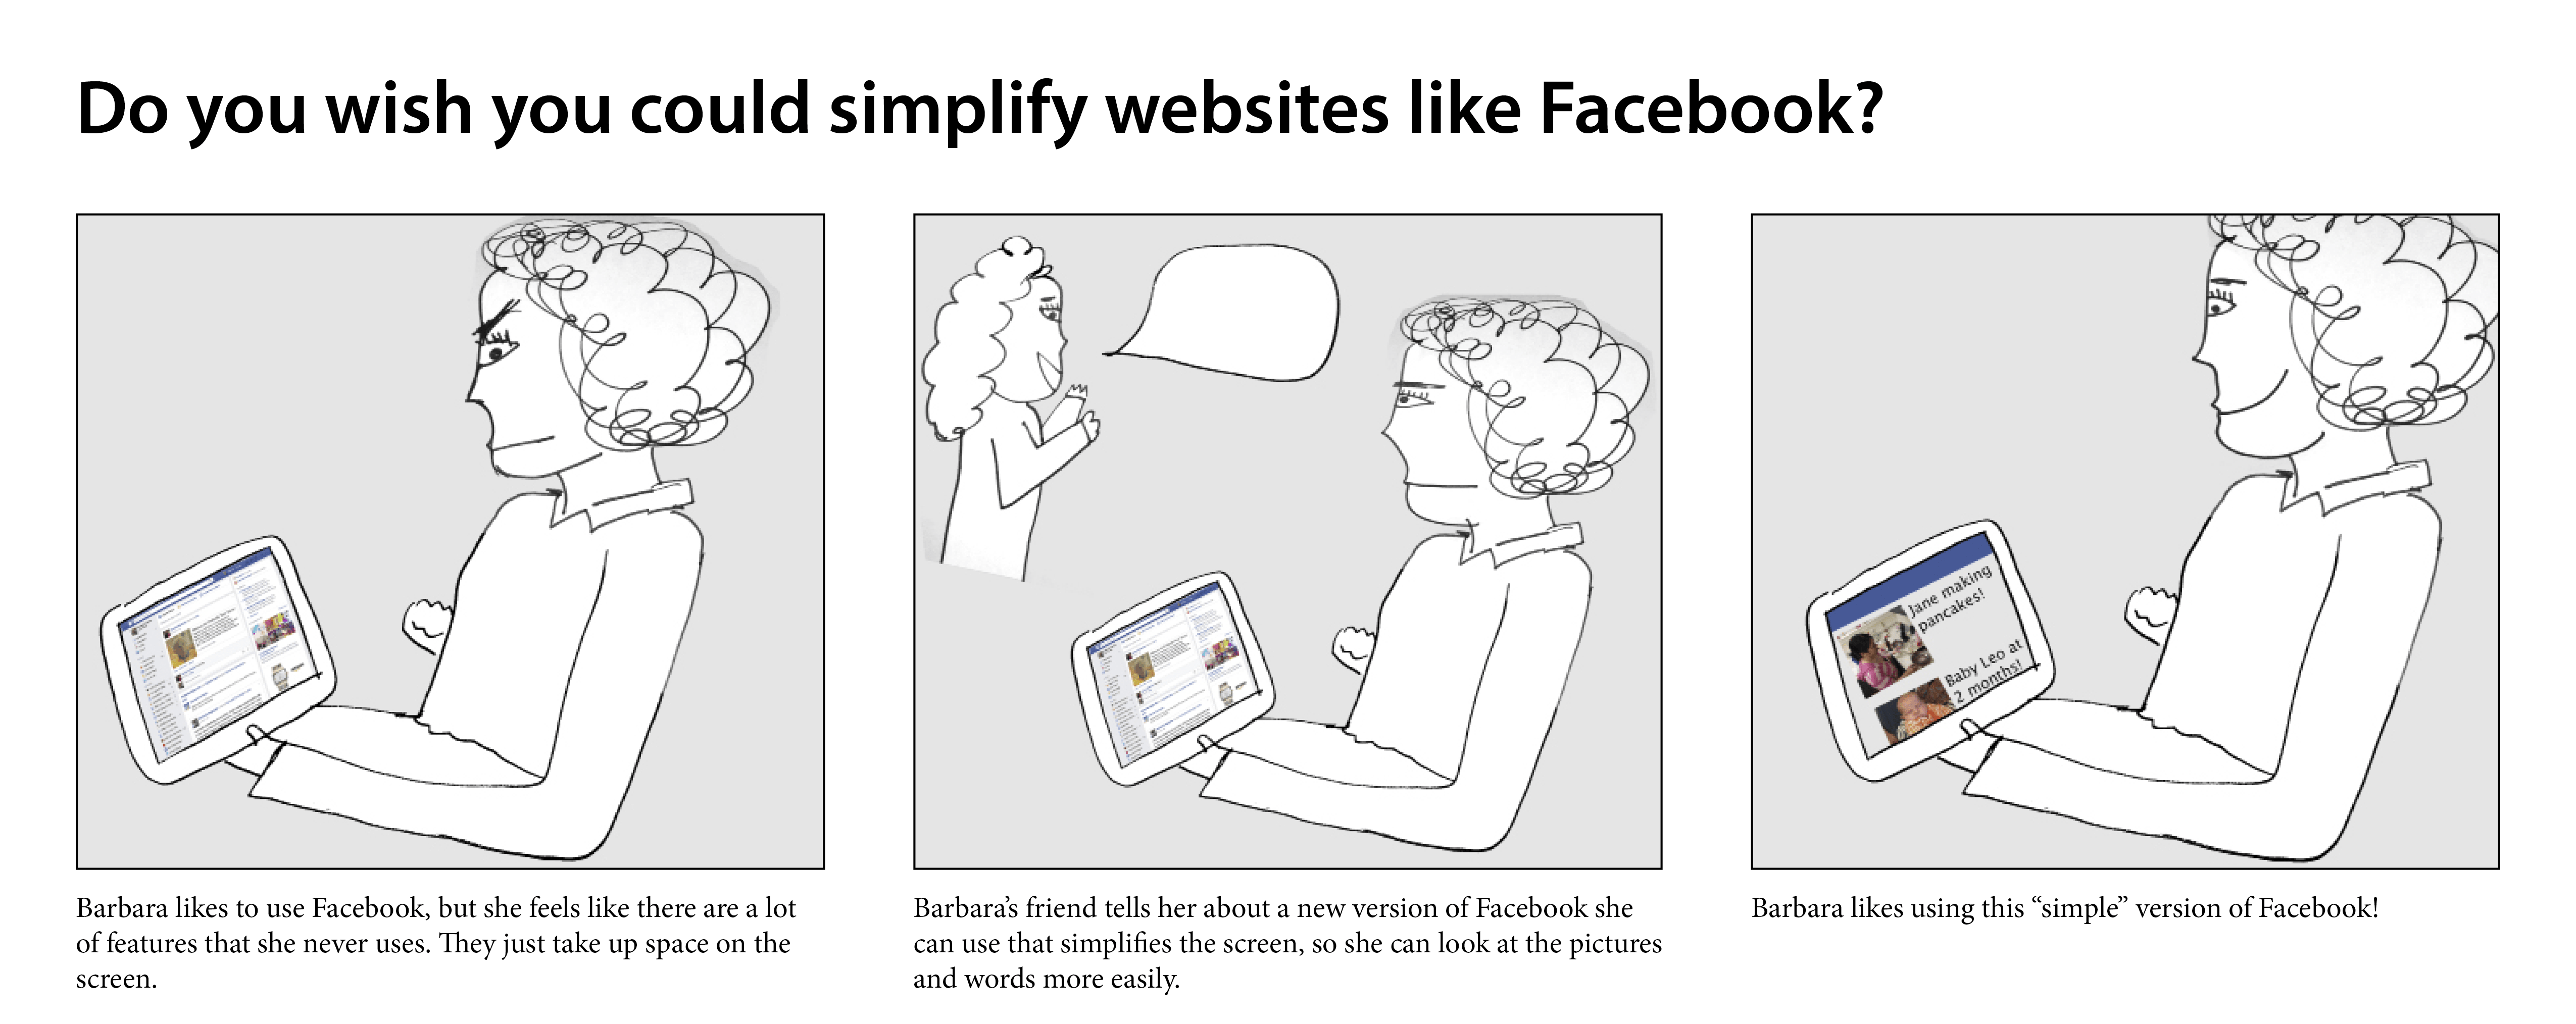 Do you wish you could simplify websites like Facebook?
Jane making
pancakes!
Baby Leo at
2 months!
Barbara likes to use Facebook, but she feels like there are a lot
of features that she never uses. They just take up space on the
screen.
Barbara’s friend tells her about a new version of Facebook she
can use that simplifies the screen, so she can look at the pictures
and words more easily.
Barbara likes using this “simple” version of Facebook!